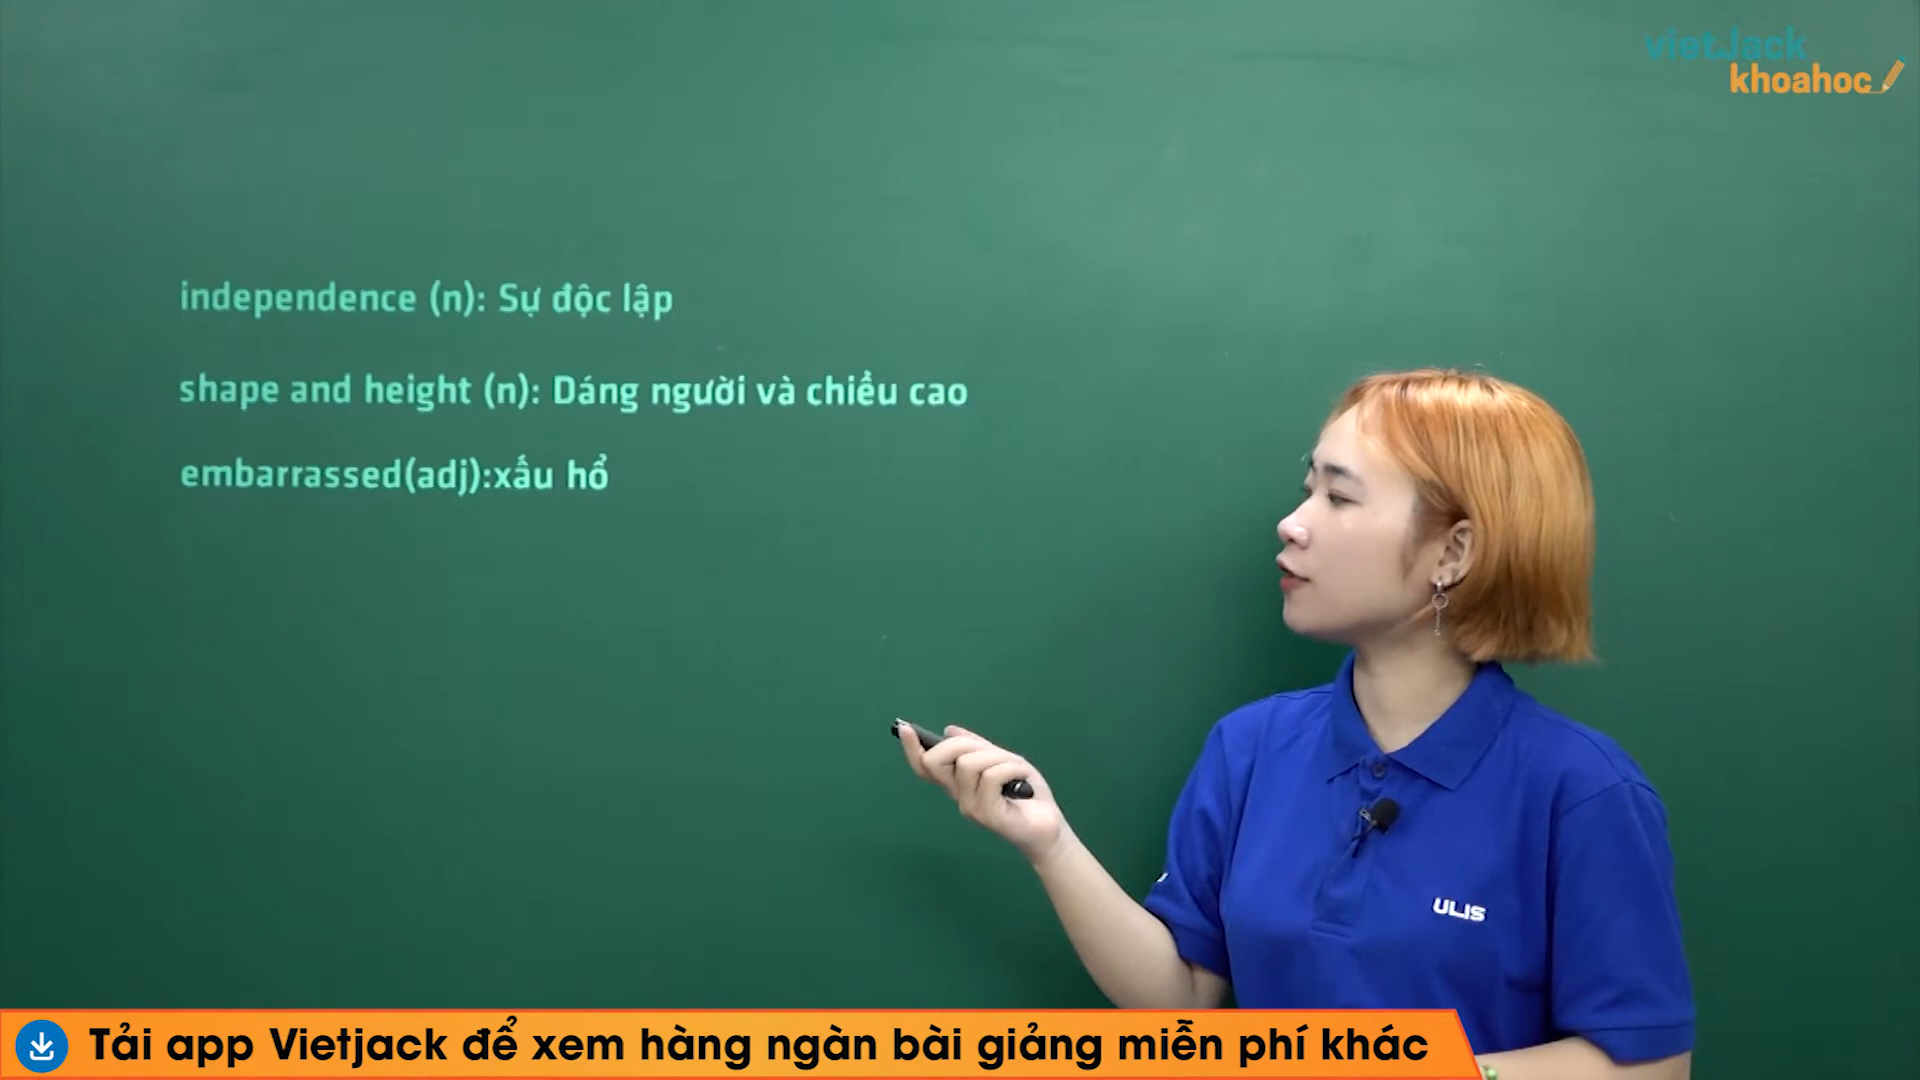 vietJack
khoahoc
independence (n): Sự độc lập
shape and height (n): Dáng người và chiều cao
embarrassed(adj):xấu hổ
ULIS
Tải app Vietjack để xem hàng ngàn bài giảng miễn phí khác